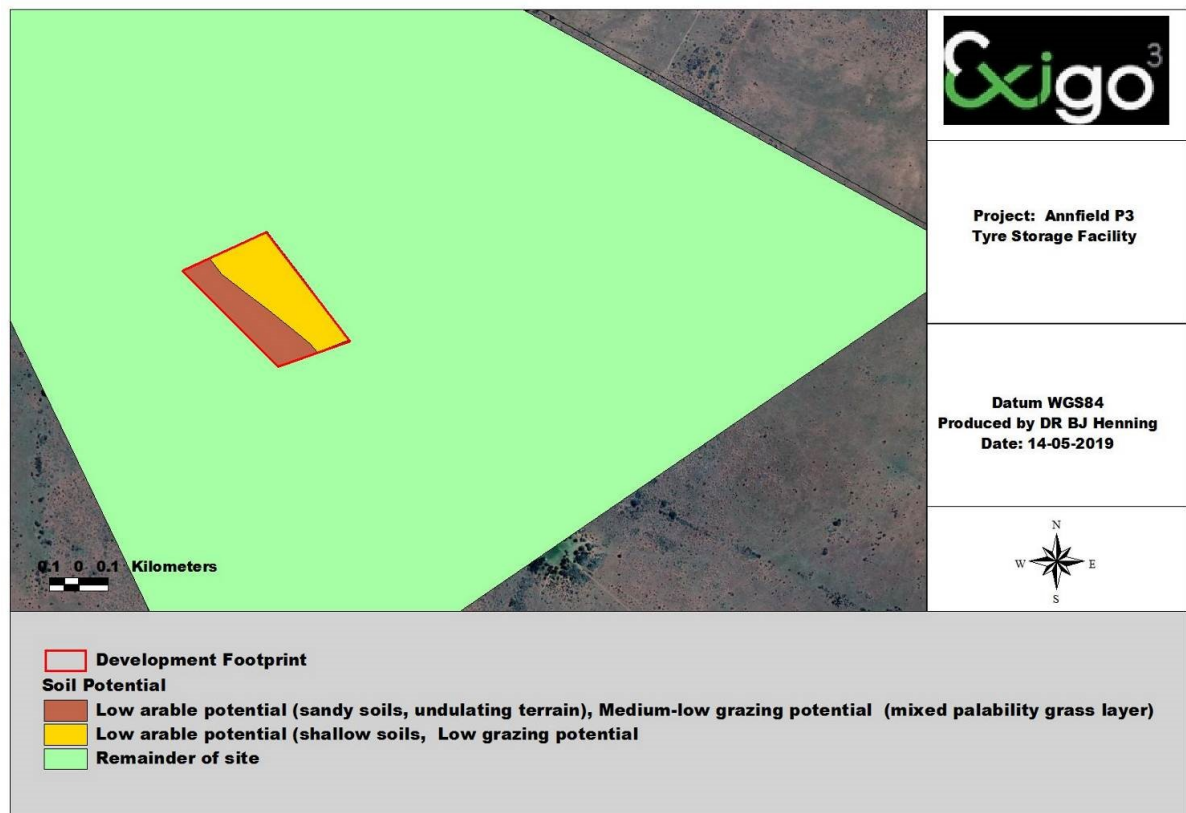 Exigo3
Project: Annfield P3
Tyre Storage Facility
Datum WGS84
Produced by DR BJ Henning
Date: 14-05-2019
N
W E
S
0.1 0 0.1 Kilometers
Development Footprint
Soil Potential
Low arable potential (sandy soils, undulating terrain), Medium-low grazing potential (mixed palability grass layer)
Low arable potential (shallow soils, Low grazing potential
Remainder of site